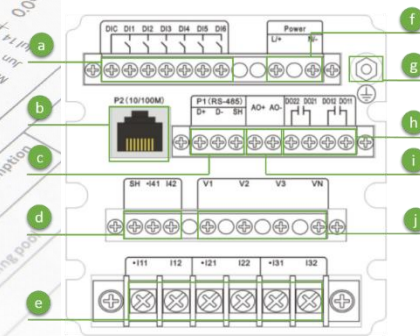 DIC DI1 DI2 DI3 DI4 DI5 DI6
Power
L/+ N/-
a
f
g
b
P2 (10/100M)
P1 (RS-485)
D+ D- SH AO+ AO- DO22 DO21 DO12 DO11
h
c
i
SH •I41 I42 V1 V2 V3 VN
d
j
•I11 I12 •I21 I22 •I31 I32
e